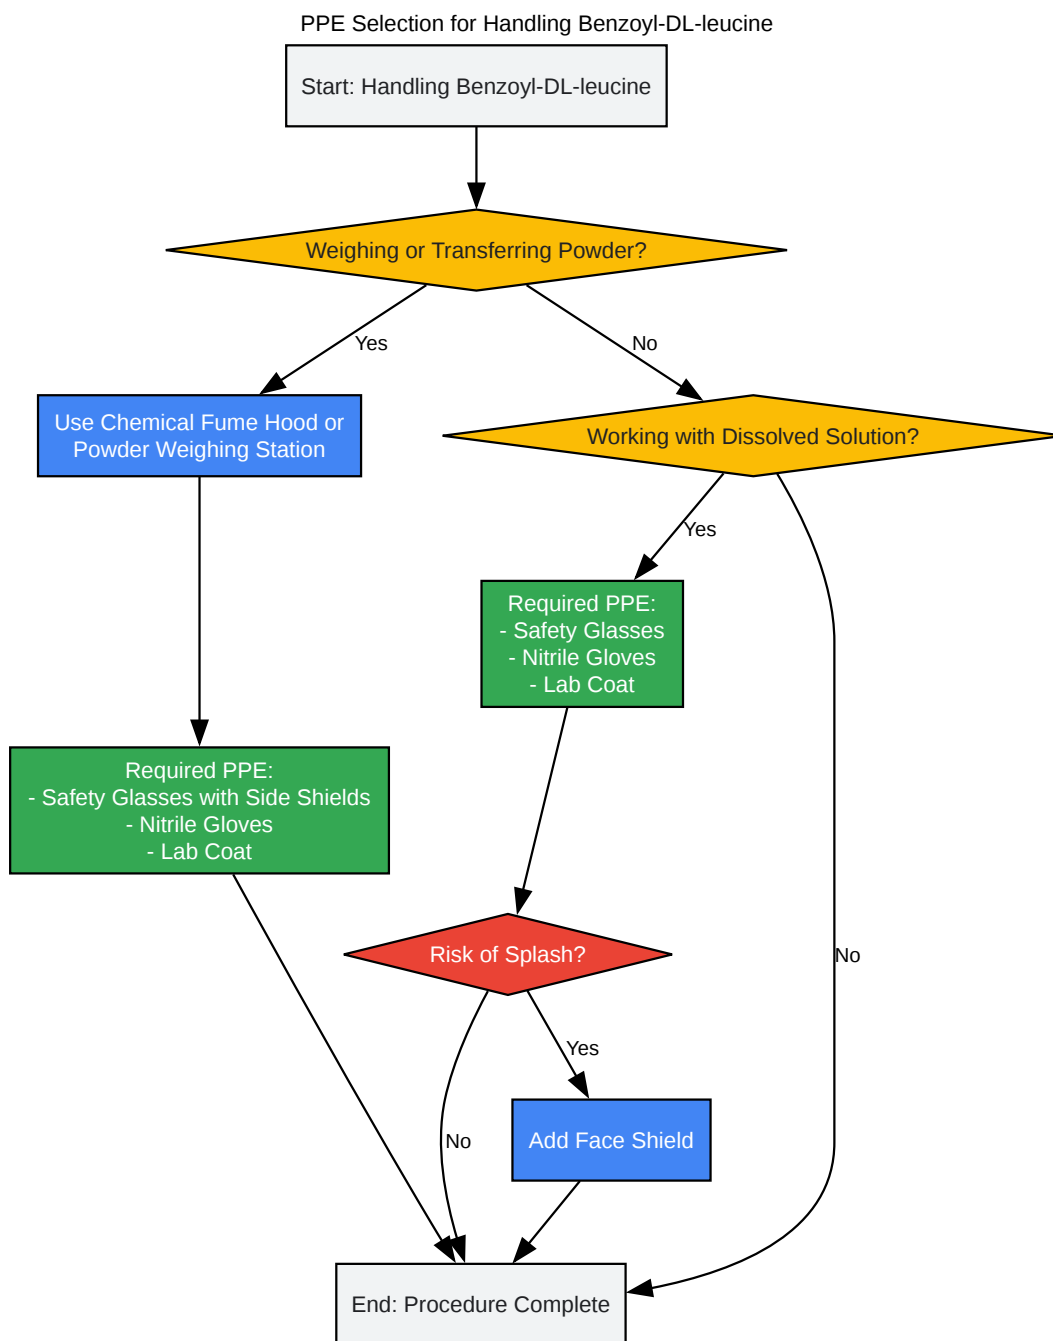 PPE Selection for Handling Benzoyl-DL-leucine
Start: Handling Benzoyl-DL-leucine
Weighing or Transferring Powder?
Yes
No
Use Chemical Fume Hood or
Powder Weighing Station
Working with Dissolved Solution?
Yes
Required PPE:
- Safety Glasses
- Nitrile Gloves
- Lab Coat
Required PPE:
- Safety Glasses with Side Shields
- Nitrile Gloves
- Lab Coat
Risk of Splash?
No
Yes
No
Add Face Shield
End: Procedure Complete